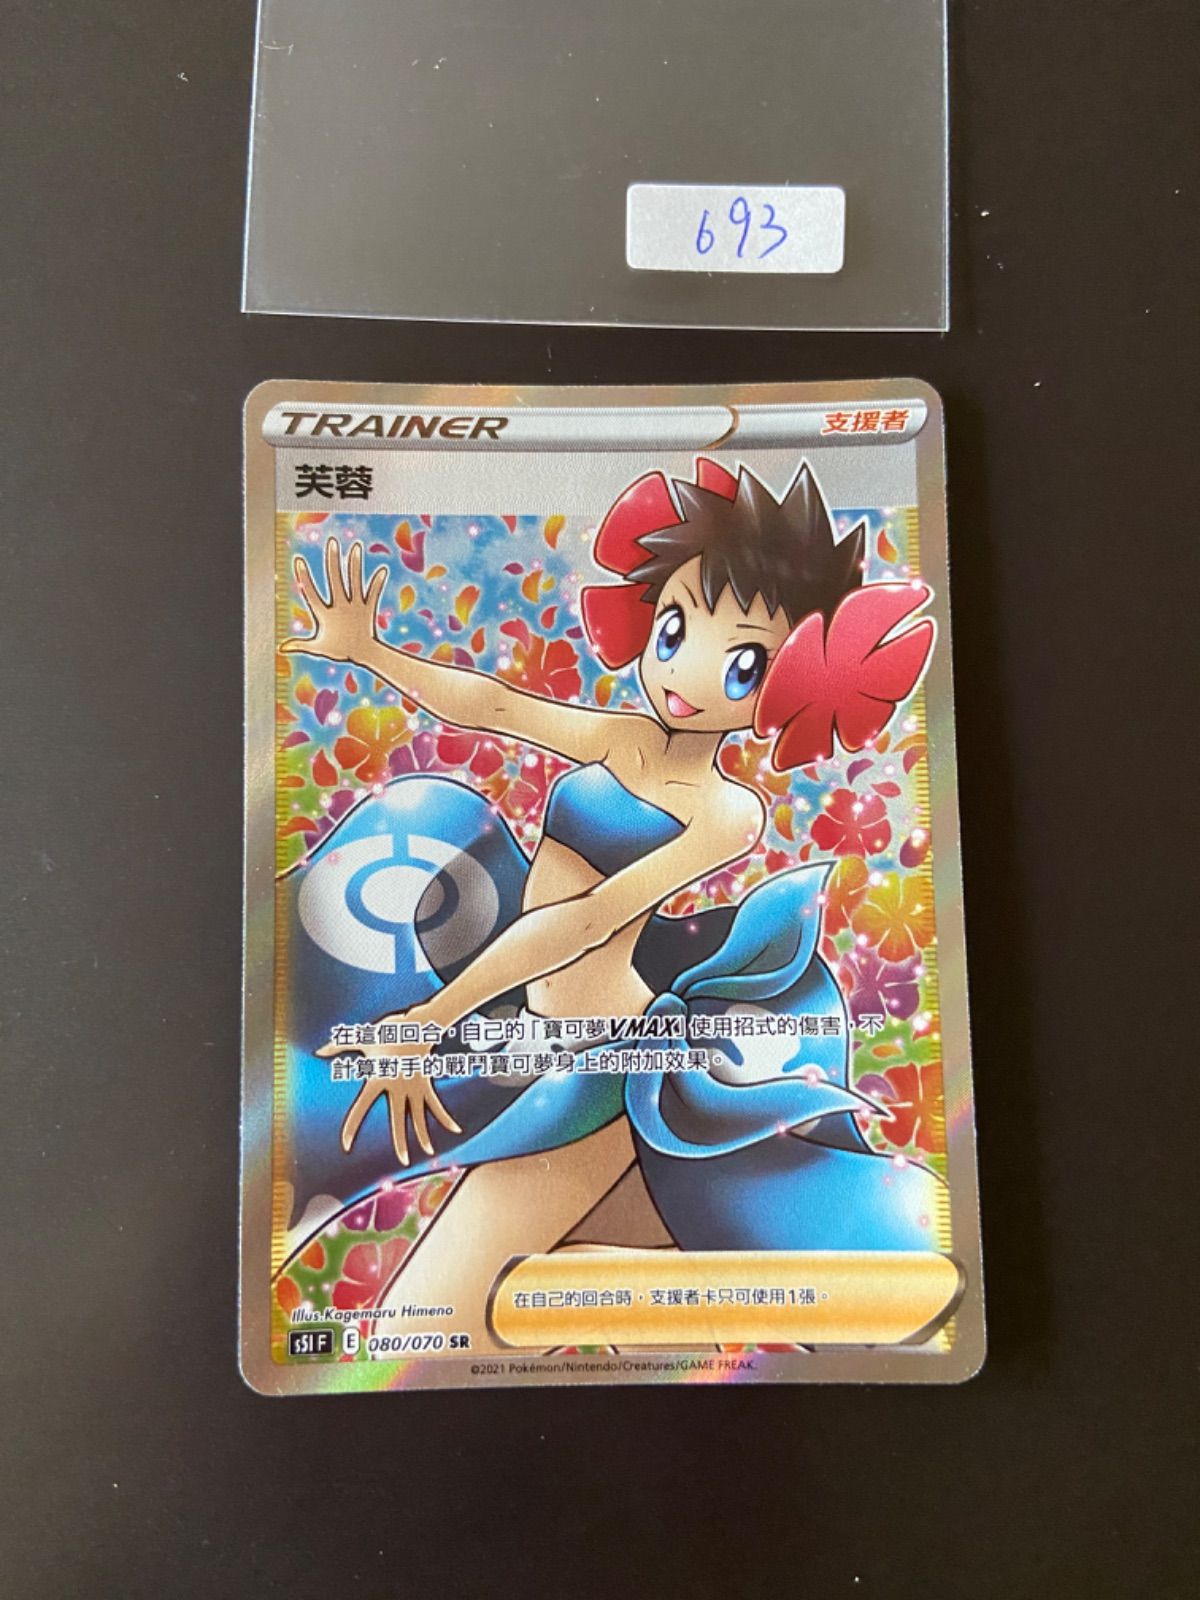 693
TRAINER
支援者
芙蓉
在這個回合，自己的「寶可夢VMAX」使用招式的傷害，不
計算對手的戰鬥寶可夢身上的附加效果。
在自己的回合時，支援者卡只可使用1張。
Illus.Kagemaru Himeno
s5I F E 080/070 SR
©2021 Pokémon/Nintendo/Creatures/GAME FREAK.